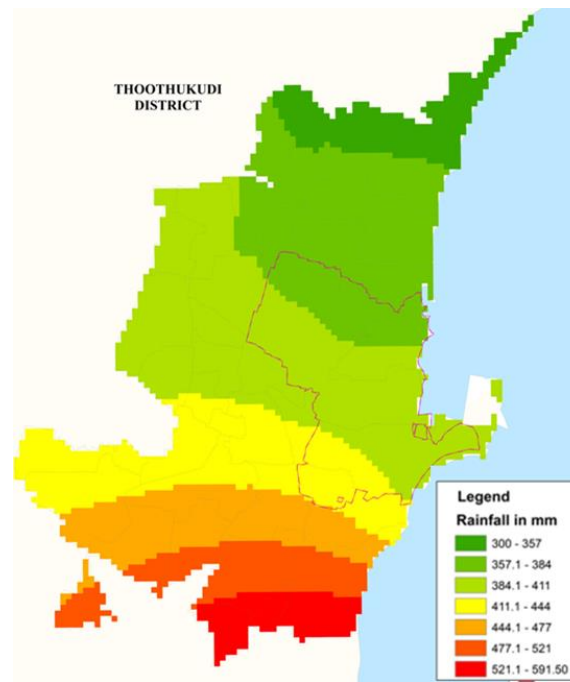 THOOTHUKUDI
DISTRICT
Legend
Rainfall in mm
300 - 357
357.1 - 384
384.1 - 411
411.1 - 444
444.1 - 477
477.1 - 521
521.1 - 591.50